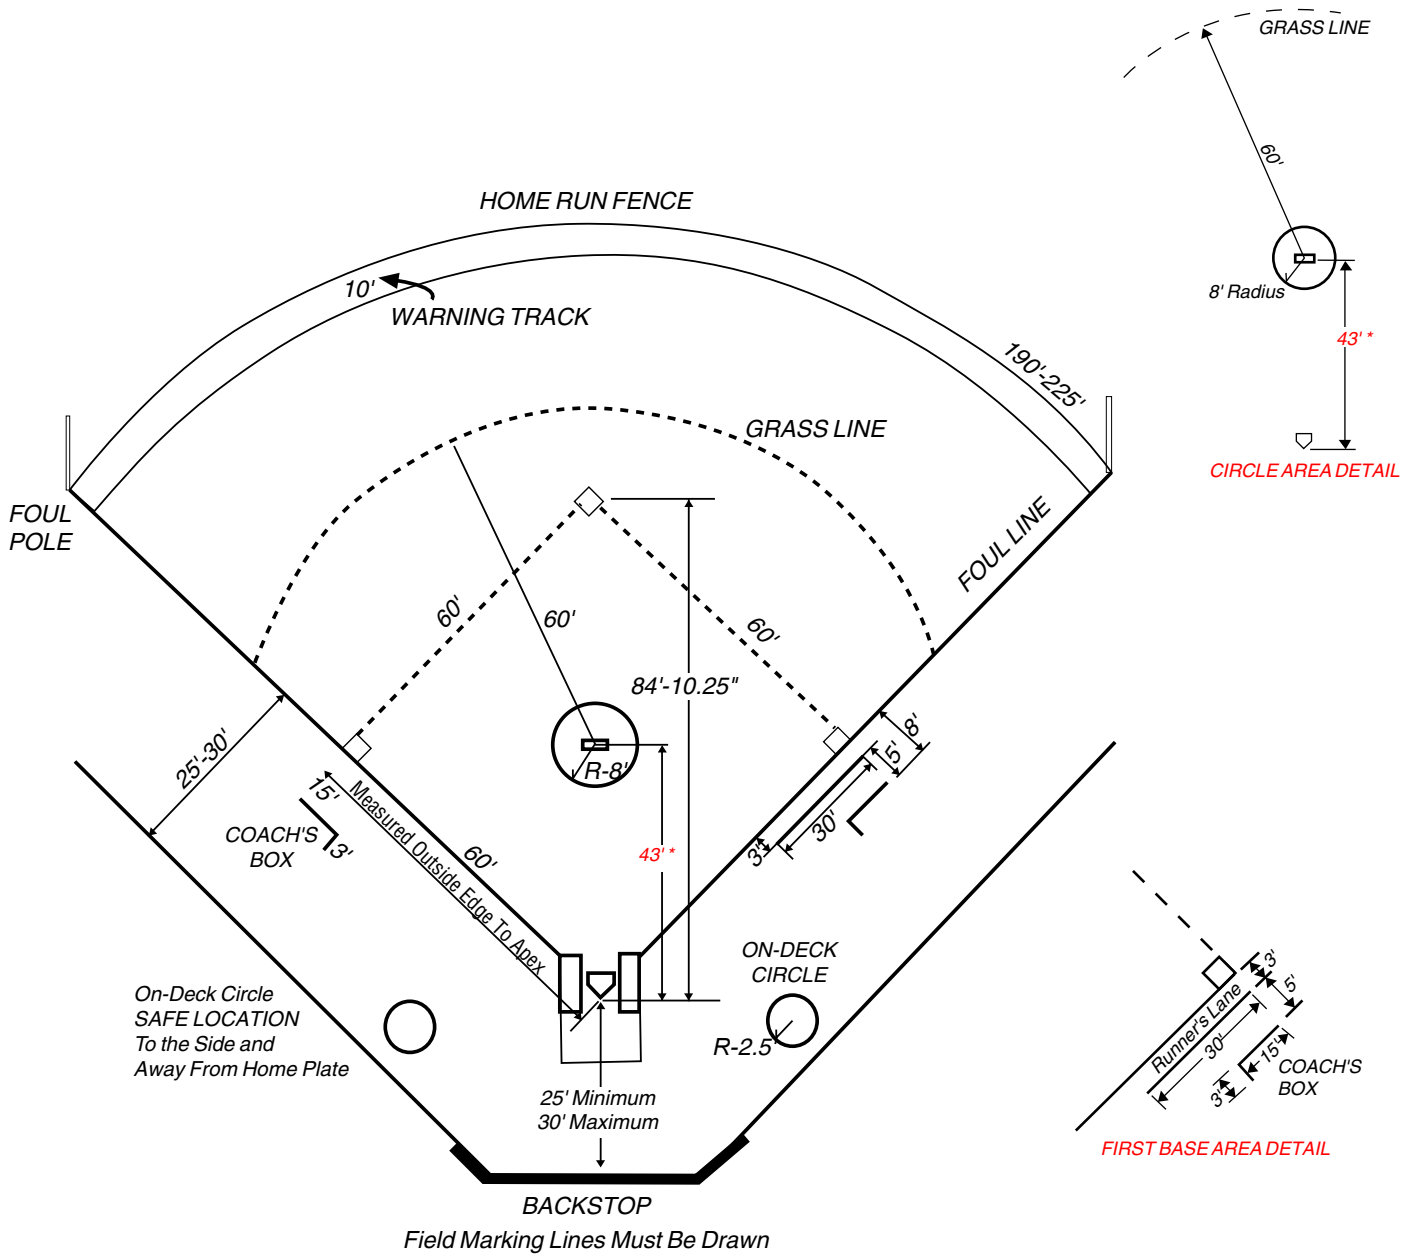 GRASS LINE
60'
8' Radius
43' *
CIRCLE AREA DETAIL
HOME RUN FENCE
10'
WARNING TRACK
190'-225'
GRASS LINE
FOUL
POLE
FOUL LINE
60'
60'
60'
84'-10.25"
R-8'
25'-30'
15'
COACH'S
BOX
3'
Measured Outside Edge To Apex
60'
43' *
8'
5'
30'
3'
ON-DECK
CIRCLE
R-2.5'
On-Deck Circle
SAFE LOCATION
To the Side and
Away From Home Plate
25' Minimum
30' Maximum
BACKSTOP
Field Marking Lines Must Be Drawn
3'
5'
Runner's Lane
30'
15'
3'
COACH'S
BOX
FIRST BASE AREA DETAIL